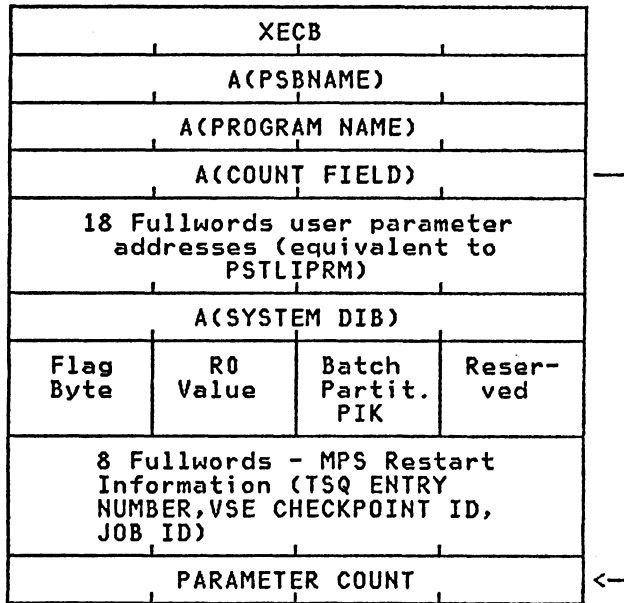 XECB
A(PSBNAME)
A(PROGRAM NAME)
A(COUNT FIELD)
18 Fullwords user parameter
addresses (equivalent to
PSTLIPRM)
A(SYSTEM DIB)
Flag Byte
R0 Value
Batch Partit. PIK
Reser- ved
8 Fullwords - MPS Restart
Information (TSQ ENTRY
NUMBER,VSE CHECKPOINT ID,
JOB ID)
PARAMETER COUNT